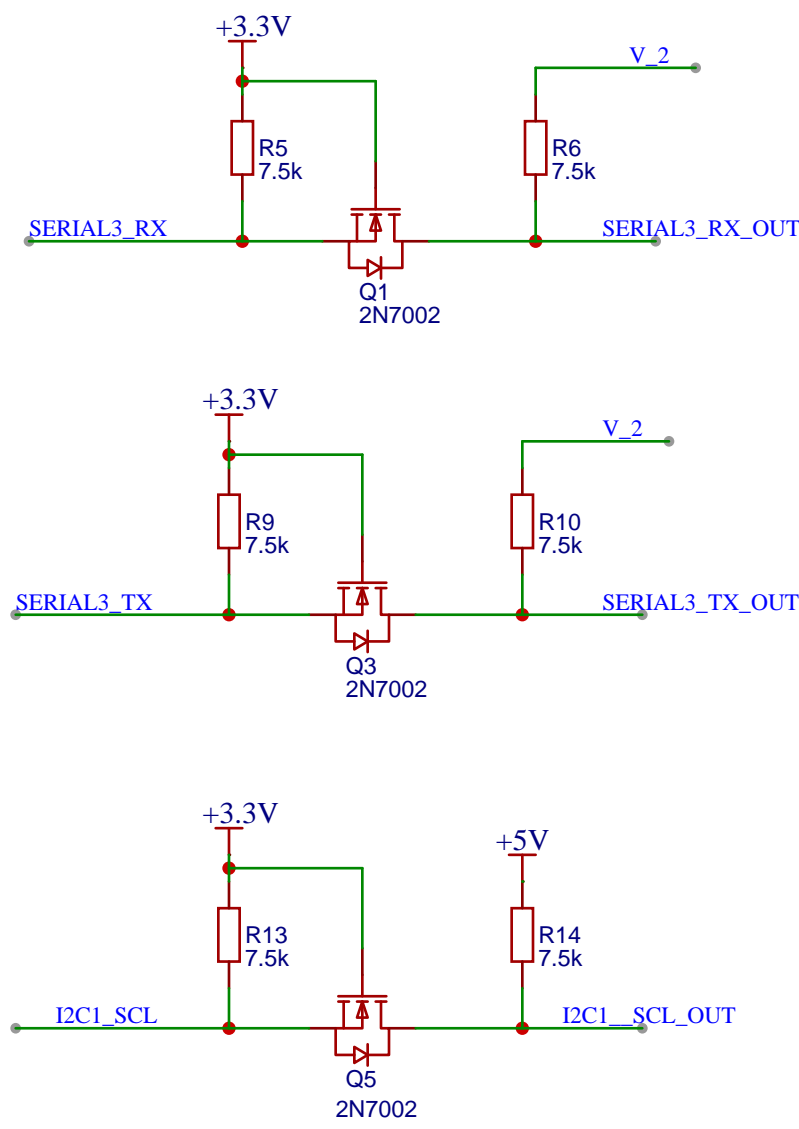 +3.3V
V_2
R5
7.5k
R6
7.5k
SERIAL3_RX
SERIAL3_RX_OUT
Q1
2N7002
+3.3V
V_2
R9
7.5k
R10
7.5k
SERIAL3_TX
SERIAL3_TX_OUT
Q3
2N7002
+3.3V
+5V
R13
7.5k
R14
7.5k
I2C1_SCL
I2C1__SCL_OUT
Q5
2N7002